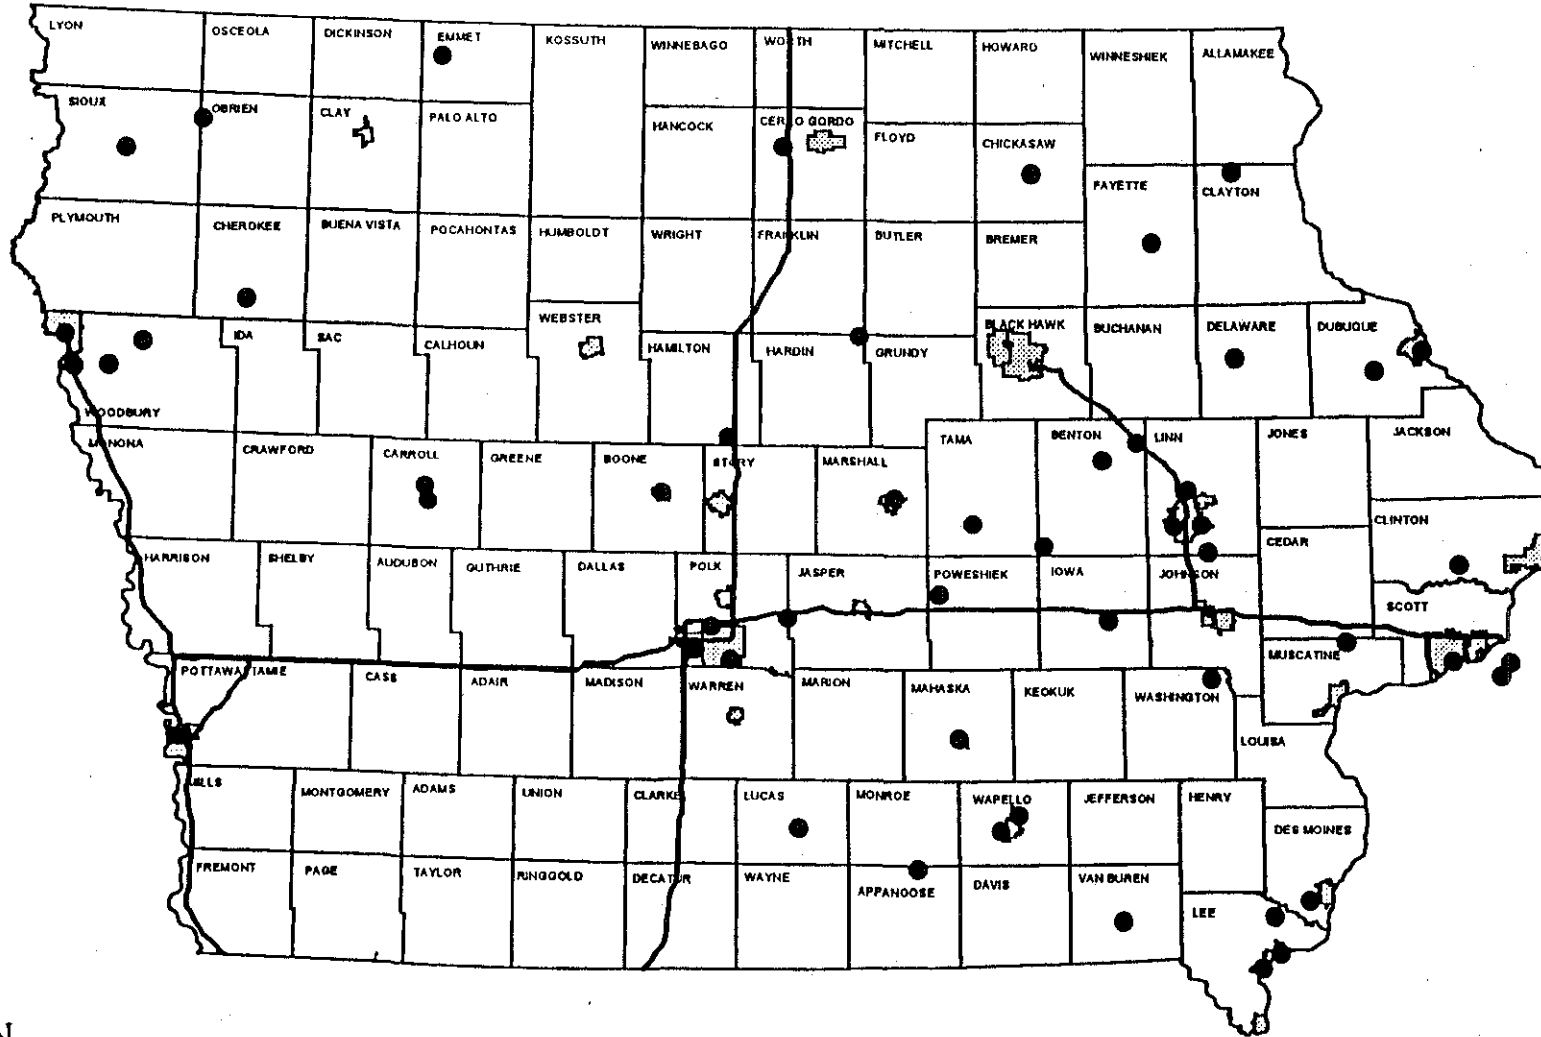 LYON
OSCEOLA
DICKINSON
EMMET
KOSSUTH
WINNEBAGO
WORTH
MITCHELL
HOWARD
WINNESHIEK
ALLAMAKEE
SIOUX
OBRIEN
CLAY
PALO ALTO
HANCOCK
CERRO GORDO
FLOYD
CHICKASAW
FAYETTE
CLAYTON
PLYMOUTH
CHEROKEE
BUENA VISTA
POCAHONTAS
HUMBOLDT
WRIGHT
FRANKLIN
BUTLER
BREMER
WEBSTER
IDA
SAC
CALHOUN
HAMILTON
HARDIN
GRUNDY
BLACK HAWK
BUCHANAN
DELAWARE
DUBUQUE
WOODBURY
MONONA
CRAWFORD
CARROLL
GREENE
BOONE
STORY
MARSHALL
TAMA
BENTON
LINN
JONES
JACKSON
CLINTON
HARRISON
SHELBY
AUDUBON
GUTHRIE
DALLAS
POLK
JASPER
POWESHIEK
IOWA
JOHNSON
CEDAR
SCOTT
MUSCATINE
POTTAWATTAMIE
CASS
ADAIR
MADISON
WARREN
MARION
MAHASKA
KEOKUK
WASHINGTON
LOUISA
MILLS
MONTGOMERY
ADAMS
UNION
CLARKE
LUCAS
MONROE
WAPELLO
JEFFERSON
HENRY
DES MOINES
FREMONT
PAGE
TAYLOR
RINGGOLD
DECATUR
WAYNE
APPANOOSE
DAVIS
VAN BUREN
LEE